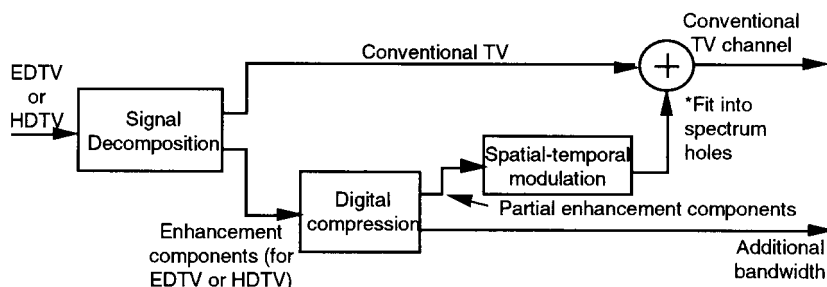 EDTV
or
HDTV
Signal
Decomposition
Conventional TV
Conventional
TV channel
+
*Fit into
spectrum
holes
Spatial-temporal
modulation
Digital
compression
Partial enhancement components
Enhancement
components (for
EDTV or HDTV)
Additional
bandwidth